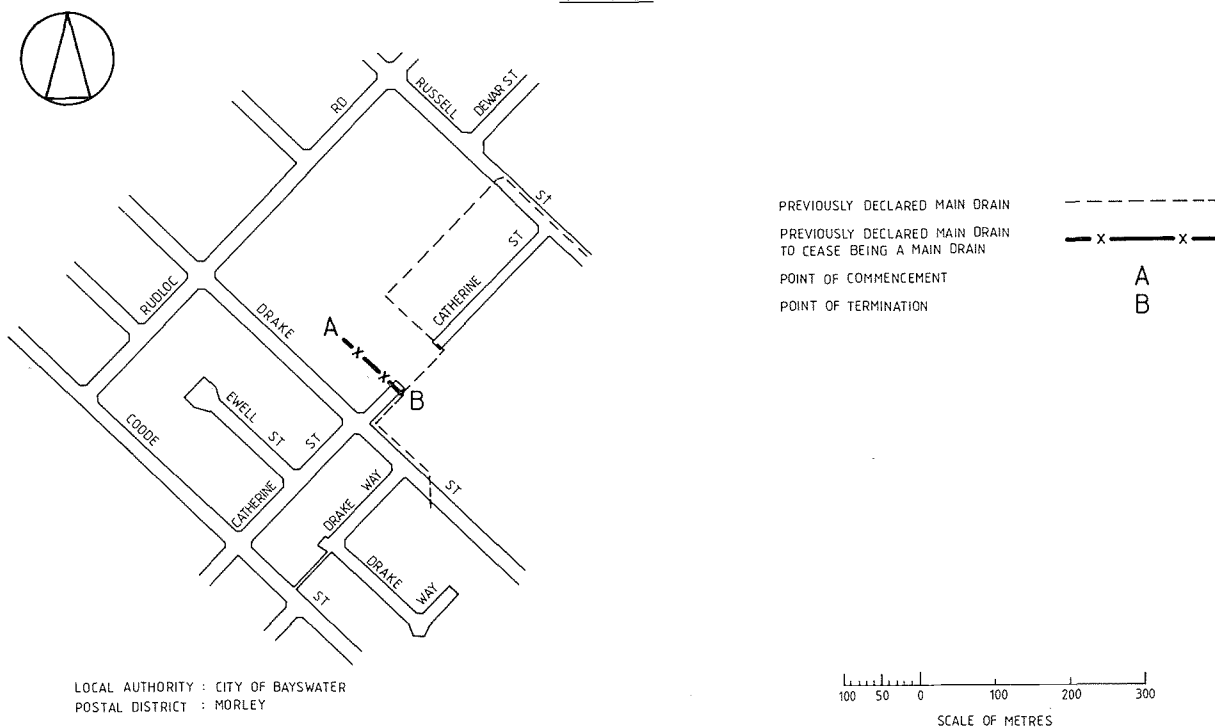 RD
RUSSELL
DEWAR ST
St
CATHERINE ST
RUDLOC
DRAKE
A
B
EWELL ST
ST
COODE
CATHERINE
ST
DRAKE WAY
DRAKE WAY
ST
PREVIOUSLY DECLARED MAIN DRAIN
PREVIOUSLY DECLARED MAIN DRAIN
TO CEASE BEING A MAIN DRAIN
X X
POINT OF COMMENCEMENT A
POINT OF TERMINATION B
LOCAL AUTHORITY : CITY OF BAYSWATER
POSTAL DISTRICT : MORLEY
100 50 0 100 200 300
SCALE OF METRES